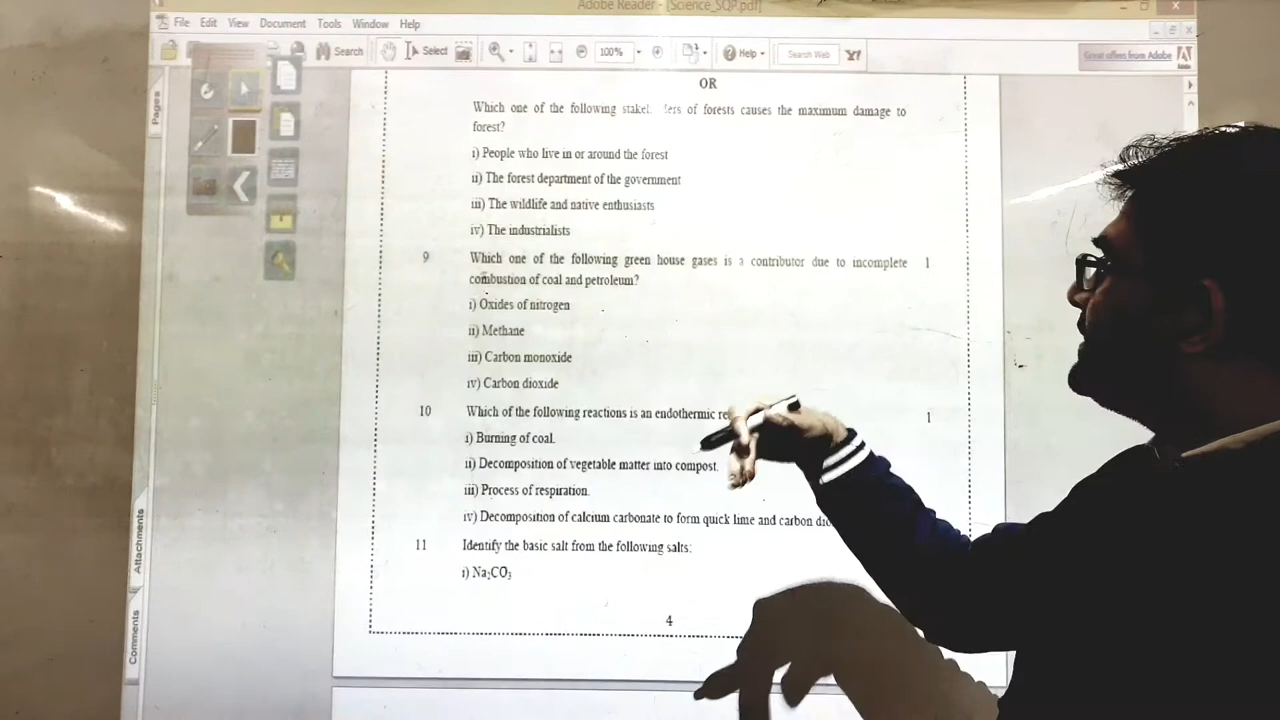 Adobe Reader - [Science_SQP.pdf]
File Edit View Document Tools Window Help
Search Select 100% Help Search Web Y!
Great offers from Adobe
Adobe
Pages
Attachments
Comments
OR
Which one of the following of forests causes the maximum damage to
forest?
i) People who live in or around the forest
ii) The forest department of the government
iii) The wildlife and native enthusiasts
iv) The industrialists
9 Which one of the following green house gases is a contributor due to incomplete 1
combustion of coal and petroleum?
i) Oxides of nitrogen
ii) Methane
iii) Carbon monoxide
iv) Carbon dioxide
10 Which of the following reactions is an endothermic 1
i) Burning of coal.
ii) Decomposition of vegetable matter into compost.
iii) Process of respiration.
iv) Decomposition of calcium carbonate to form quick lime and carbon
11 Identify the basic salt from the following salts:
i) Na₂CO₃
4